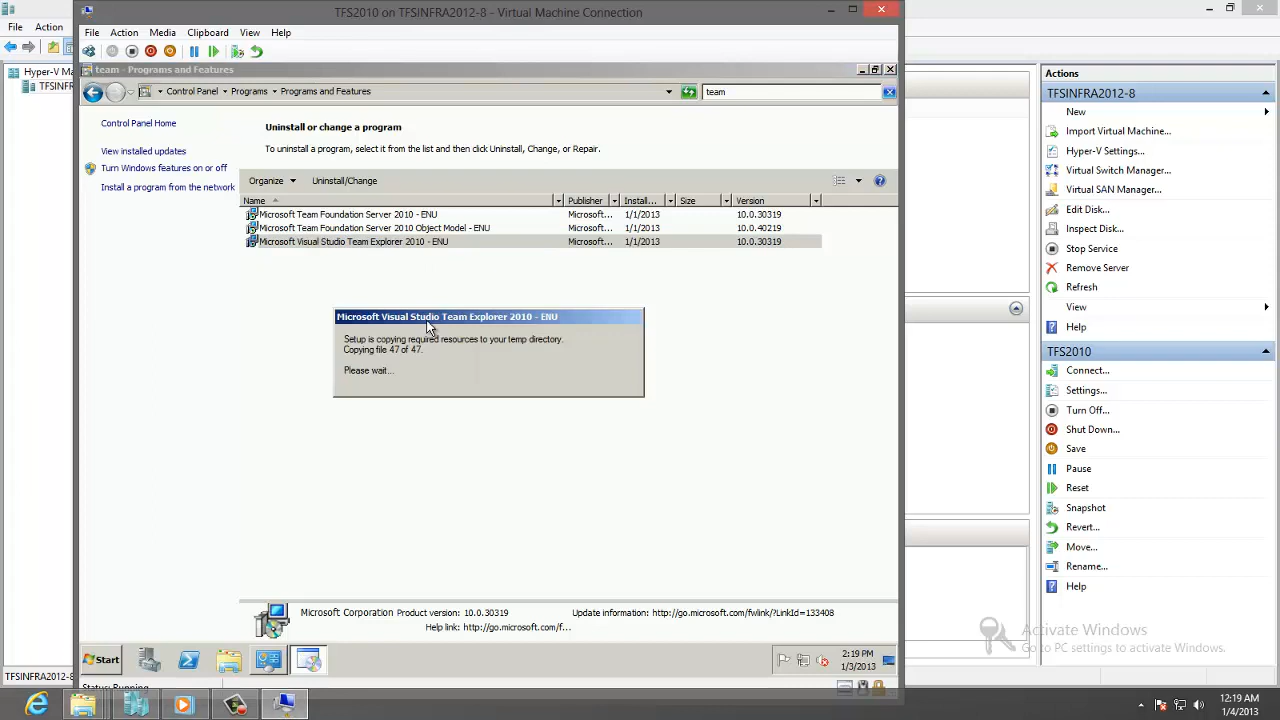 TFS2010 on TFSINFRA2012-8 - Virtual Machine Connection
File Action
File Action Media Clipboard View Help
Hyper-V Ma
TFSINF
team - Programs and Features
Control Panel Programs Programs and Features
team
Control Panel Home
View installed updates
Turn Windows features on or off
Install a program from the network
Uninstall or change a program
To uninstall a program, select it from the list and then click Uninstall, Change, or Repair.
Organize Uninstall/Change
Name Publisher Install... Size Version
Microsoft Team Foundation Server 2010 - ENU Microsoft... 1/1/2013 10.0.30319
Microsoft Team Foundation Server 2010 Object Model - ENU Microsoft... 1/1/2013 10.0.40219
Microsoft Visual Studio Team Explorer 2010 - ENU Microsoft... 1/1/2013 10.0.30319
Microsoft Visual Studio Team Explorer 2010 - ENU
Setup is copying required resources to your temp directory.
Copying file 47 of 47.
Please wait...
Microsoft Corporation Product version: 10.0.30319 Update information: http://go.microsoft.com/fwlink/?LinkId=133408
Help link: http://go.microsoft.com/f...
Start
2:19 PM
1/3/2013
Status: Running
TFSINFRA2012-8
Actions
TFSINFRA2012-8
New
Import Virtual Machine...
Hyper-V Settings...
Virtual Switch Manager...
Virtual SAN Manager...
Edit Disk...
Inspect Disk...
Stop Service
Remove Server
Refresh
View
Help
TFS2010
Connect...
Settings...
Turn Off...
Shut Down...
Save
Pause
Reset
Snapshot
Revert...
Move...
Rename...
Help
Activate Windows
Go to PC settings to activate Windows.
12:19 AM
1/4/2013